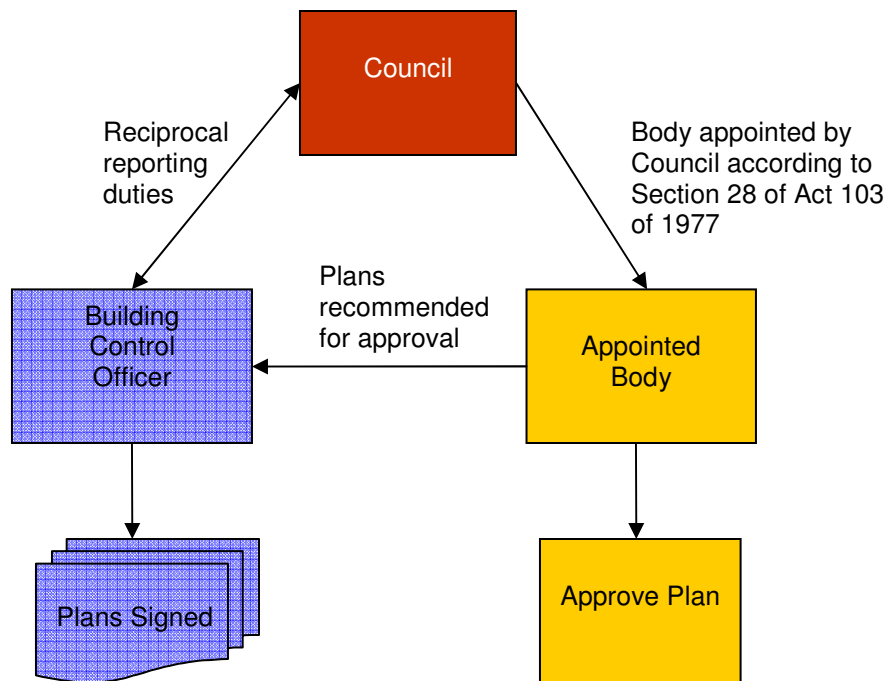 Council
Reciprocal
reporting
duties
Body appointed by
Council according to
Section 28 of Act 103
of 1977
Plans
recommended
for approval
Building
Control
Officer
Appointed
Body
Plans Signed
Approve Plan